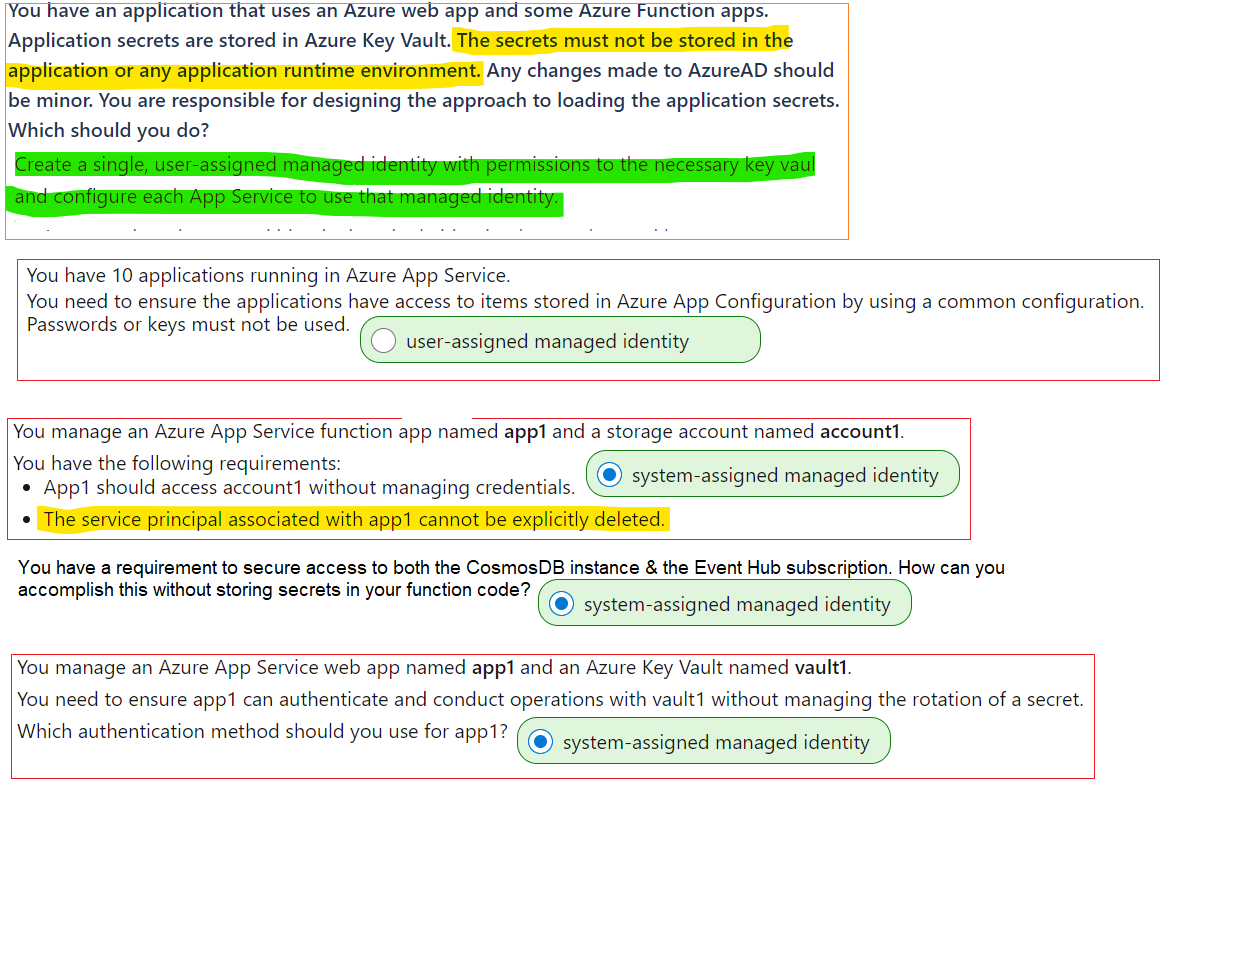 You have an application that uses an Azure web app and some Azure Function apps.
Application secrets are stored in Azure Key Vault. The secrets must not be stored in the
application or any application runtime environment. Any changes made to AzureAD should
be minor. You are responsible for designing the approach to loading the application secrets.
Which should you do?
Create a single, user-assigned managed identity with permissions to the necessary key vaul
and configure each App Service to use that managed identity.
You have 10 applications running in Azure App Service.
You need to ensure the applications have access to items stored in Azure App Configuration by using a common configuration.
Passwords or keys must not be used.
user-assigned managed identity
You manage an Azure App Service function app named app1 and a storage account named account1.
You have the following requirements:
• App1 should access account1 without managing credentials.
system-assigned managed identity
• The service principal associated with app1 cannot be explicitly deleted.
You have a requirement to secure access to both the CosmosDB instance & the Event Hub subscription. How can you
accomplish this without storing secrets in your function code?
system-assigned managed identity
You manage an Azure App Service web app named app1 and an Azure Key Vault named vault1.
You need to ensure app1 can authenticate and conduct operations with vault1 without managing the rotation of a secret.
Which authentication method should you use for app1?
system-assigned managed identity